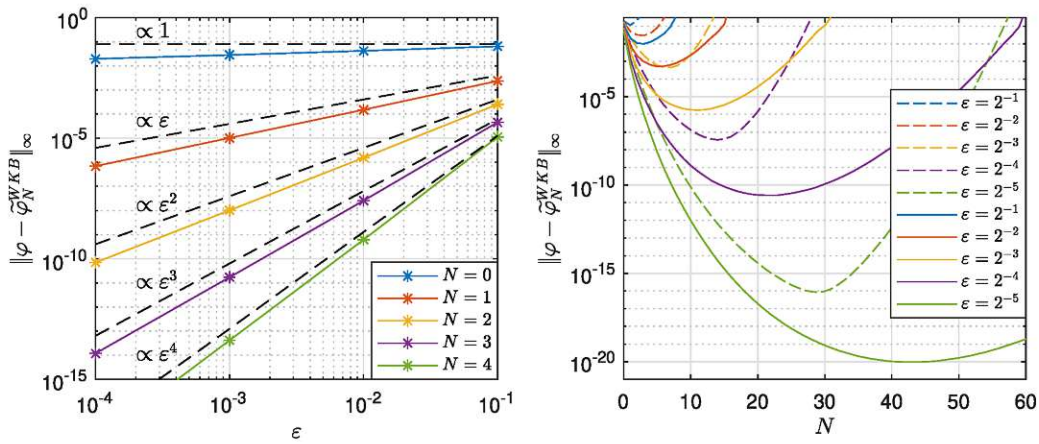 10^0
10^-5
10^-10
10^-15
∝ 1
∝ ε
∝ ε^2
∝ ε^3
∝ ε^4
‖φ − φ̃_N^{WKB}‖_∞
N = 0
N = 1
N = 2
N = 3
N = 4
10^-4 10^-3 10^-2 10^-1
ε
10^-5
10^-10
10^-15
10^-20
‖φ − φ̃_N^{WKB}‖_∞
ε = 2^-1
ε = 2^-2
ε = 2^-3
ε = 2^-4
ε = 2^-5
ε = 2^-1
ε = 2^-2
ε = 2^-3
ε = 2^-4
ε = 2^-5
0 10 20 30 40 50 60
N